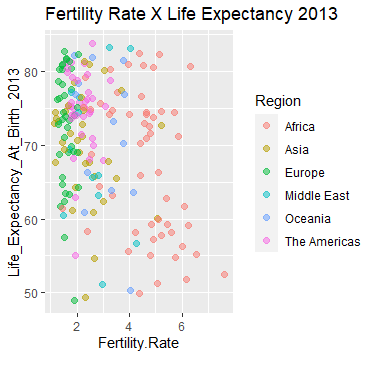 Fertility Rate X Life Expectancy 2013
Life_Expectancy_At_Birth_2013
80
70
60
50
2
4
6
Fertility.Rate
Region
Africa
Asia
Europe
Middle East
Oceania
The Americas